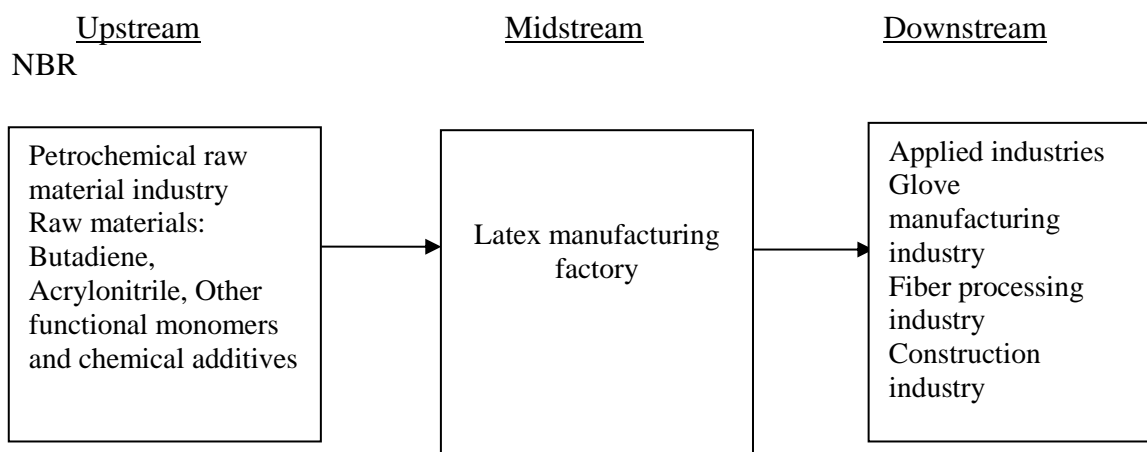 Upstream
Midstream
Downstream
NBR
Petrochemical raw
material industry
Raw materials:
Butadiene,
Acrylonitrile, Other
functional monomers
and chemical additives
Latex manufacturing
factory
Applied industries
Glove
manufacturing
industry
Fiber processing
industry
Construction
industry